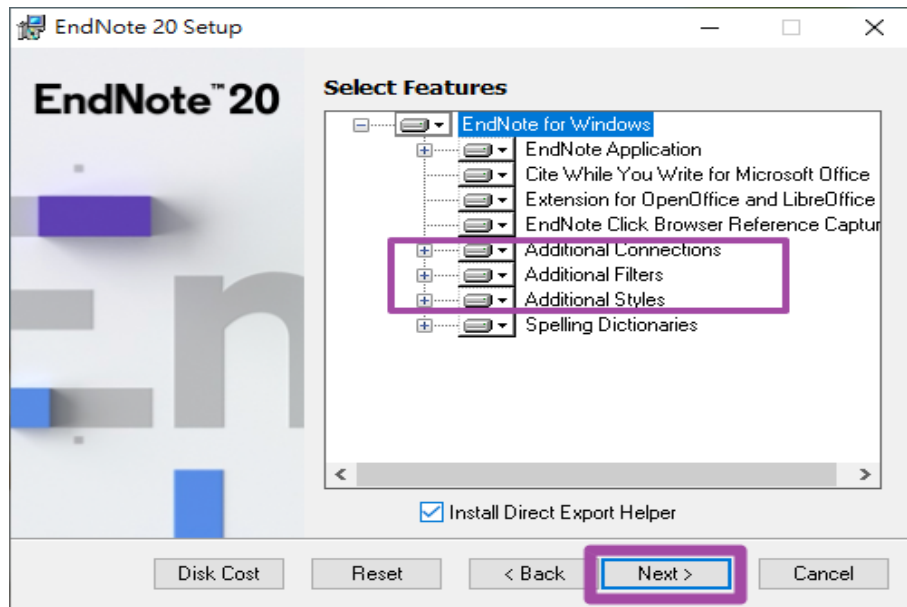 EndNote 20 Setup
EndNote™20
Select Features
EndNote for Windows
EndNote Application
Cite While You Write for Microsoft Office
Extension for OpenOffice and LibreOffice
EndNote Click Browser Reference Captur
Additional Connections
Additional Filters
Additional Styles
Spelling Dictionaries
Install Direct Export Helper
Disk Cost
Reset
< Back
Next >
Cancel